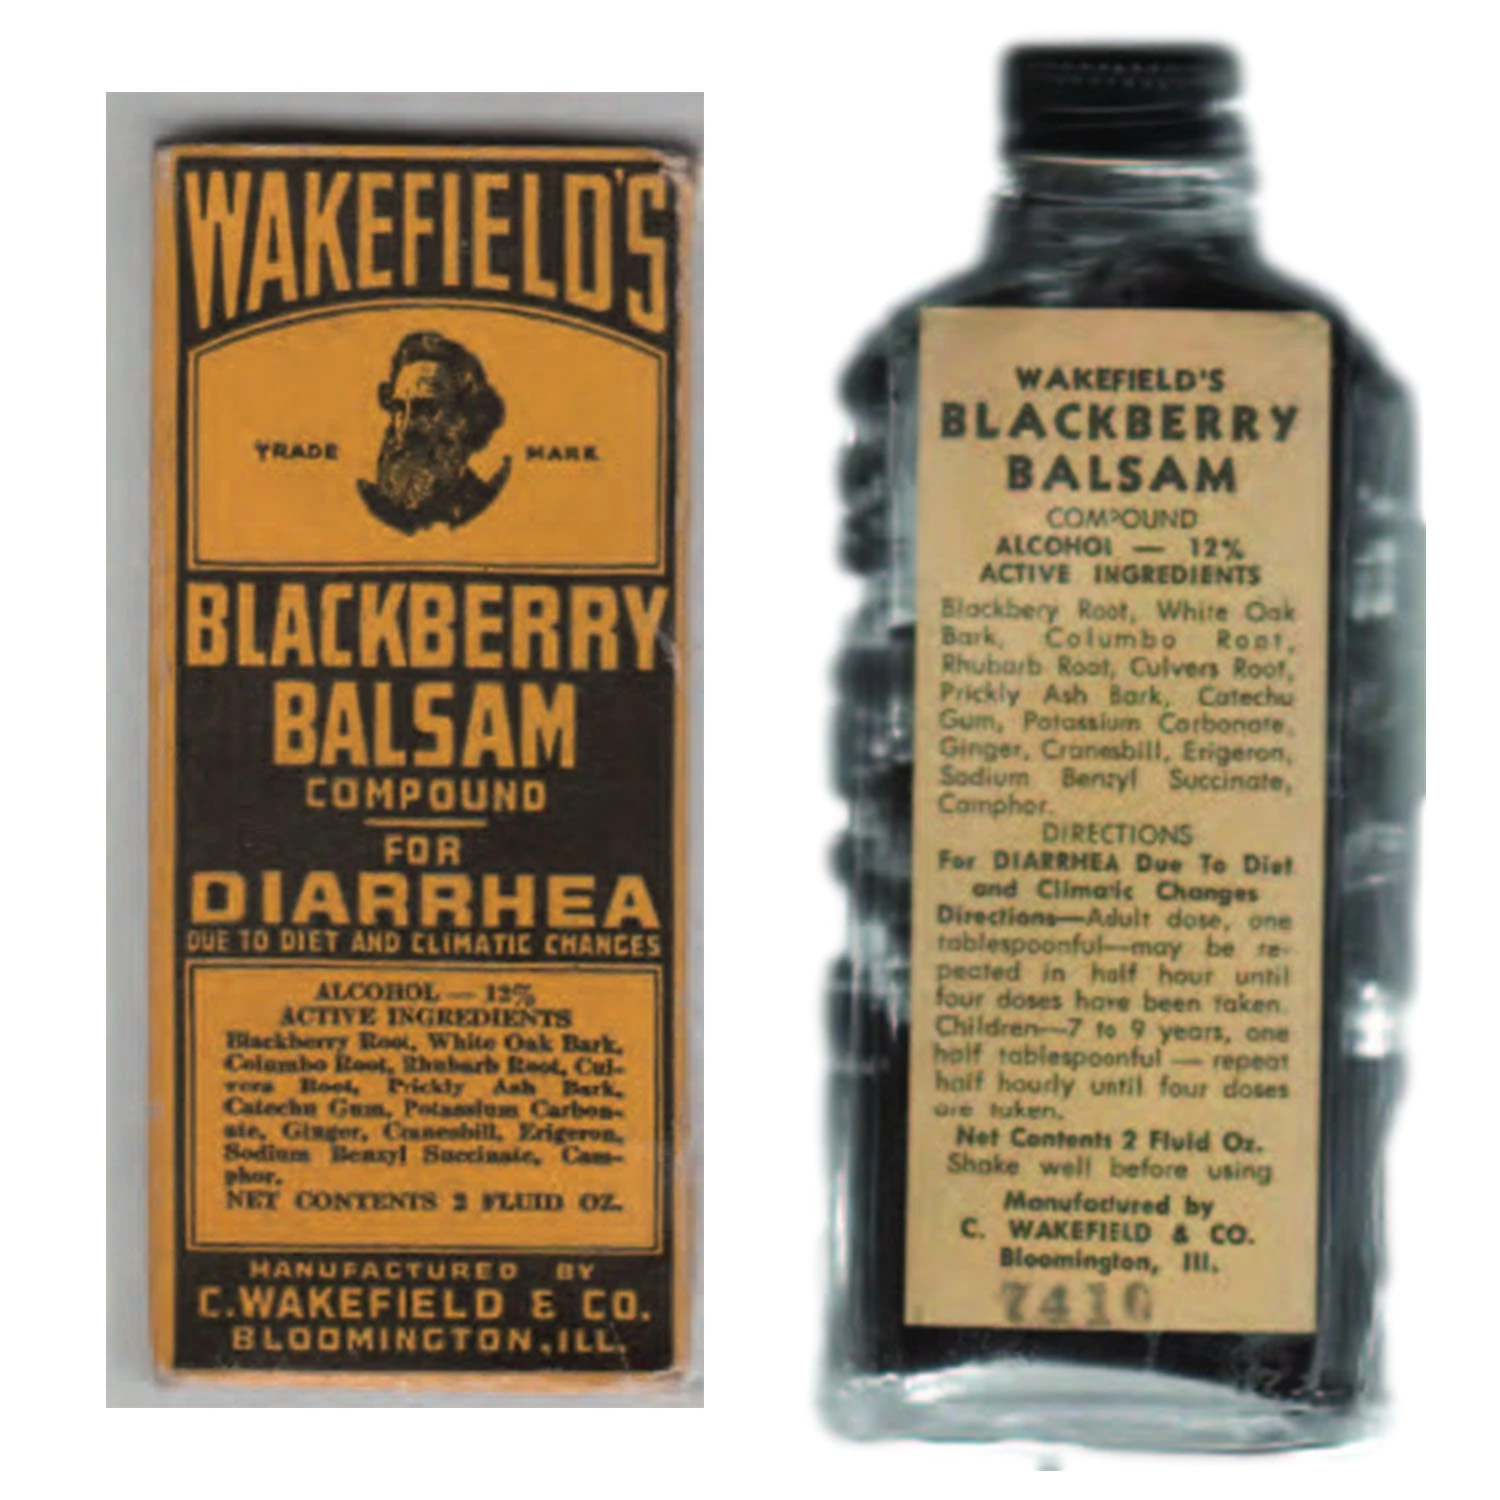 WAKEFIELD'S
TRADE MARK
BLACKBERRY
BALSAM
COMPOUND
FOR
DIARRHEA
DUE TO DIET AND CLIMATIC CHANGES
ALCOHOL — 12%
ACTIVE INGREDIENTS
Blackberry Root, White Oak Bark,
Columbo Root, Rhubarb Root, Cul-
vers Root, Prickly Ash Bark,
Catechu Gum, Potassium Carbon-
ate, Ginger, Cranesbill, Erigeron,
Sodium Benzyl Succinate, Cam-
phor.
NET CONTENTS 2 FLUID OZ.
MANUFACTURED BY
C. WAKEFIELD & CO.
BLOOMINGTON, ILL.
WAKEFIELD'S
BLACKBERRY
BALSAM
COMPOUND
ALCOHOL — 12%
ACTIVE INGREDIENTS
Blackbery Root, White Oak
Bark, Columbo Root,
Rhubarb Root, Culvers Root,
Prickly Ash Bark, Catechu
Gum, Potassium Carbonate,
Ginger, Cranesbill, Erigeron,
Sodium Benzyl Succinate,
Camphor.
DIRECTIONS
For DIARRHEA Due To Diet
and Climatic Changes
Directions—Adult dose, one
tablespoonful—may be re-
peated in half hour until
four doses have been taken.
Children—7 to 9 years, one
half tablespoonful — repeat
half hourly until four doses
are taken.
Net Contents 2 Fluid Oz.
Shake well before using
Manufactured by
C. WAKEFIELD & CO.
Bloomington, Ill.